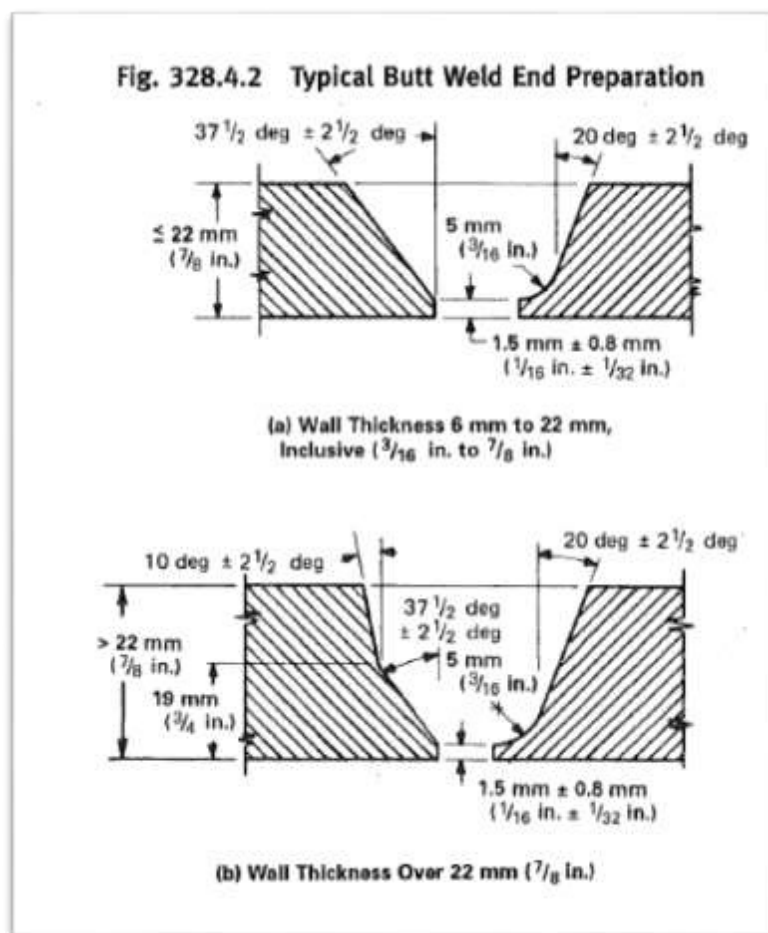 Fig. 328.4.2 Typical Butt Weld End Preparation
37 1/2 deg ± 2 1/2 deg
20 deg ± 2 1/2 deg
≤ 22 mm
(7/8 in.)
5 mm
(3/16 in.)
1.5 mm ± 0.8 mm
(1/16 in. ± 1/32 in.)
(a) Wall Thickness 6 mm to 22 mm,
Inclusive (3/16 in. to 7/8 in.)
10 deg ± 2 1/2 deg
20 deg ± 2 1/2 deg
37 1/2 deg
± 2 1/2 deg
> 22 mm
(7/8 in.)
5 mm
(3/16 in.)
19 mm
(3/4 in.)
1.5 mm ± 0.8 mm
(1/16 in. ± 1/32 in.)
(b) Wall Thickness Over 22 mm (7/8 in.)